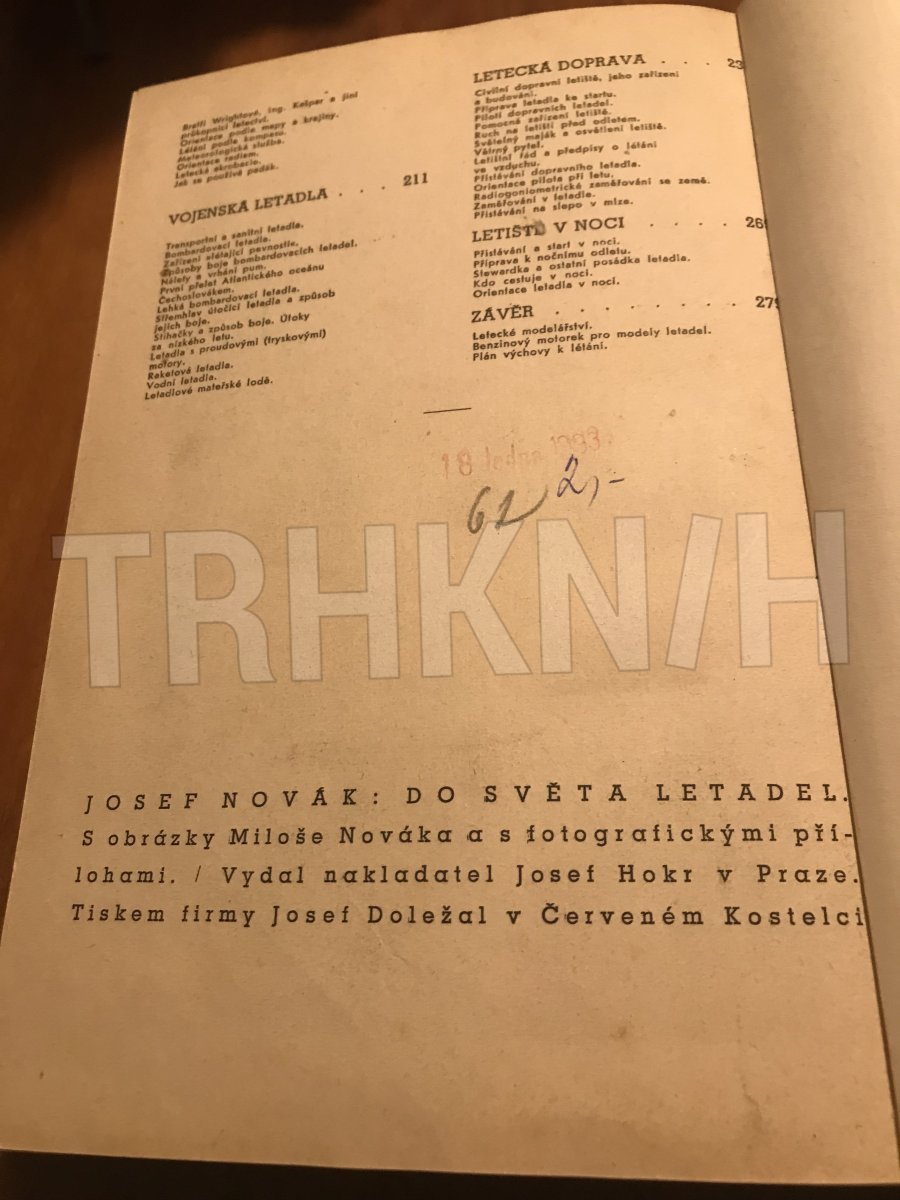 Bratři Wrightové, ing. Kašpar a jiní
průkopníci letectví.
Orientace podle mapy a krajiny.
Létání podle kompasu.
Meteorologická služba.
Orientace radiem.
Letecká akrobacie.
Jak se používá padák.
VOJENSKÁ LETADLA . . . 211
Transportní a sanitní letadla.
Bombardovací letadla.
Zařízení »létající pevnosti«.
Způsoby boje bombardovacích letadel.
Nálety a vrhání pum.
První přelet Atlantického oceánu
Čechoslovákem.
Lehká bombardovací letadla.
Střemhlav útočící letadla a způsob
jejich boje.
Stíhačky a způsob boje. Útoky
za nízkého letu.
Letadla s proudovými (tryskovými)
motory.
Raketová letadla.
Vodní letadla.
Letadlové mateřské lodě.
LETECKÁ DOPRAVA . . . 23
Civilní dopravní letiště, jeho zařízení
a budování.
Příprava letadla ke startu.
Piloti dopravních letadel.
Pomocná zařízení letiště.
Ruch na letišti před odletem.
Světelný maják a osvětlení letiště.
Větrný pytel.
Letištní řád a předpisy o létání
ve vzduchu.
Přistávání dopravního letadla.
Orientace pilota při letu.
Radiogoniometrické zaměřování se země.
Zaměřování v letadle.
Přistávání na slepo v mlze.
LETIŠTĚ V NOCI . . . . . 269
Přistávání a start v noci.
Příprava k nočnímu odletu.
Stewardka a ostatní posádka letadla.
Kdo cestuje v noci.
Orientace letadla v noci.
ZÁVĚR . . . . . . . . 279
Letecké modelářství.
Benzinový motorek pro modely letadel.
Plán výchovy k létání.
18 ledna
61 2,-
TRHKNIH
JOSEF NOVÁK: DO SVĚTA LETADEL.
S obrázky Miloše Nováka a s fotografickými pří-
lohami. / Vydal nakladatel Josef Hokr v Praze.
Tiskem firmy Josef Doležal v Červeném Kostelci